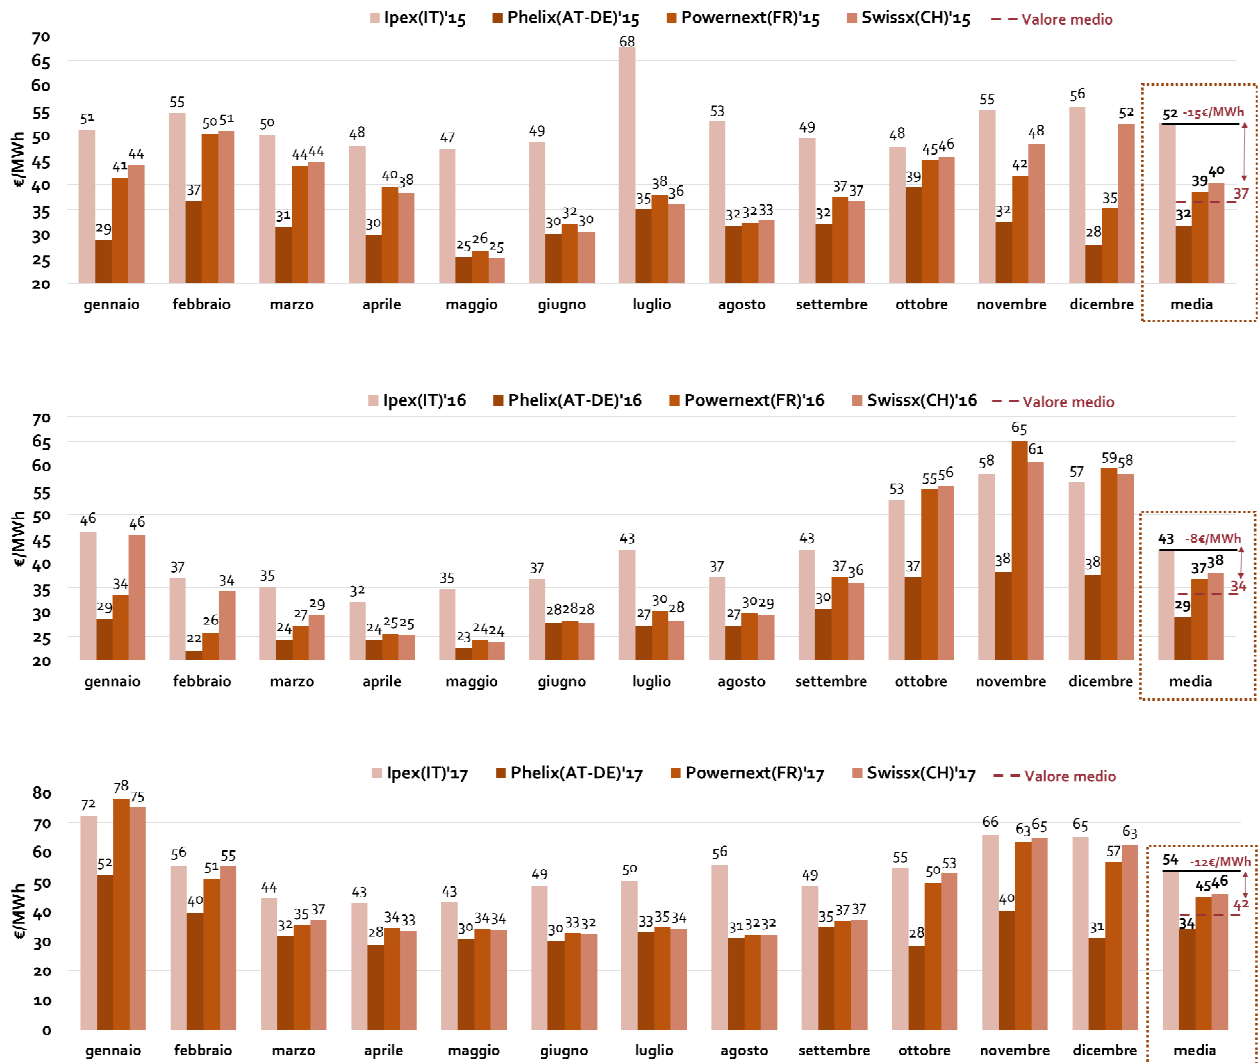 Ipex(IT)'15 Phelix(AT-DE)'15 Powernext(FR)'15 Swissx(CH)'15 Valore medio
€/MWh
70
65
60
55
50
45
40
35
30
25
20
51 29 41 44
55 37 50 51
50 31 44 44
48 30 40 38
47 25 26 25
49 30 32 30
68 35 38 36
53 32 32 33
49 32 37 37
48 39 45 46
55 32 42 48
56 28 35 52
52 32 39 40
-15€/MWh
37
gennaio febbraio marzo aprile maggio giugno luglio agosto settembre ottobre novembre dicembre media
Ipex(IT)'16 Phelix(AT-DE)'16 Powernext(FR)'16 Swissx(CH)'16 Valore medio
€/MWh
70
65
60
55
50
45
40
35
30
25
20
46 29 34 46
37 22 26 34
35 24 27 29
32 24 25 25
35 23 24 24
37 28 28 28
43 27 30 28
37 27 30 29
43 30 37 36
53 37 55 56
58 38 65 61
57 38 59 58
43 29 37 38
-8€/MWh
34
gennaio febbraio marzo aprile maggio giugno luglio agosto settembre ottobre novembre dicembre media
Ipex(IT)'17 Phelix(AT-DE)'17 Powernext(FR)'17 Swissx(CH)'17 Valore medio
€/MWh
80
70
60
50
40
30
20
10
0
72 52 78 75
56 40 51 55
44 32 35 37
43 28 34 33
43 30 34 34
49 30 33 32
50 33 35 34
56 31 32 32
49 35 37 37
55 28 50 53
66 40 63 65
65 31 57 63
54 34 45 46
-12€/MWh
42
gennaio febbraio marzo aprile maggio giugno luglio agosto settembre ottobre novembre dicembre media